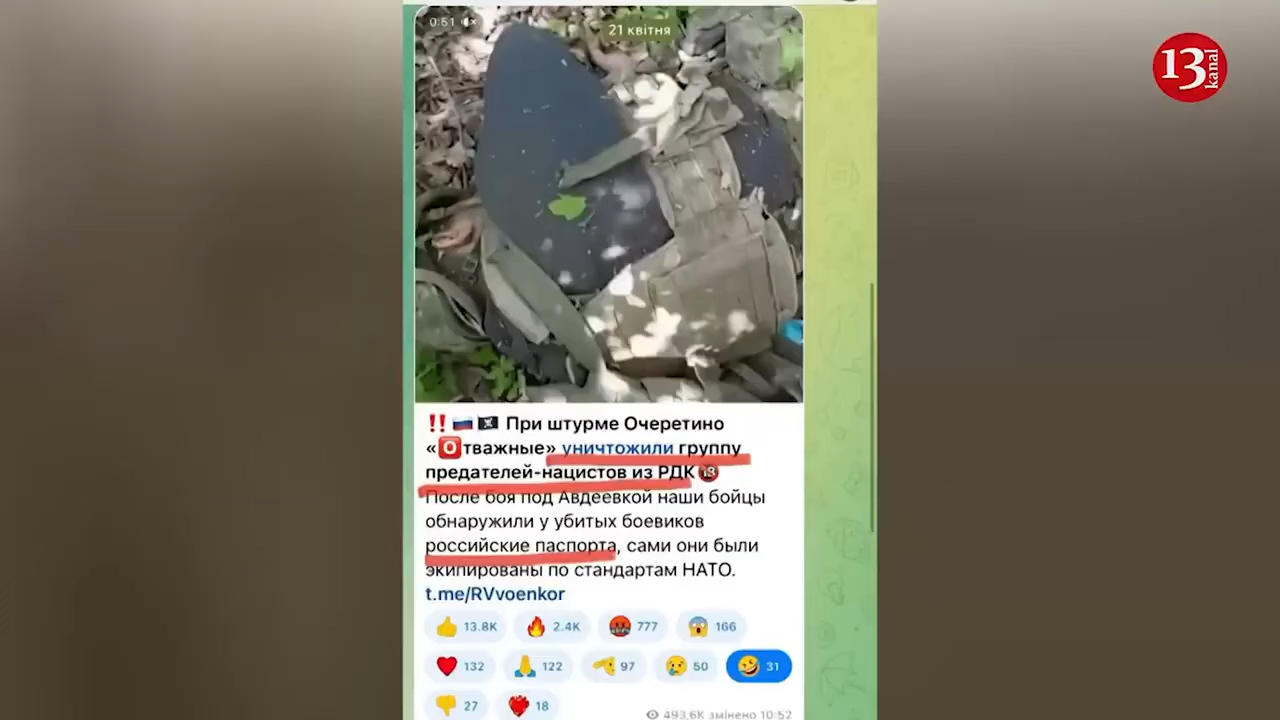 0:51
21 квітня
13 kanal
!! При штурме Очеретино
«Отважные» уничтожили группу
предателей-нацистов из РДК
После боя под Авдеевкой наши бойцы
обнаружили у убитых боевиков
российские паспорта, сами они были
экипированы по стандартам НАТО.
t.me/RVvoenkor
13.8K 2.4K 777 166
132 122 97 50 31
27 18
493,6K змінено 10:52